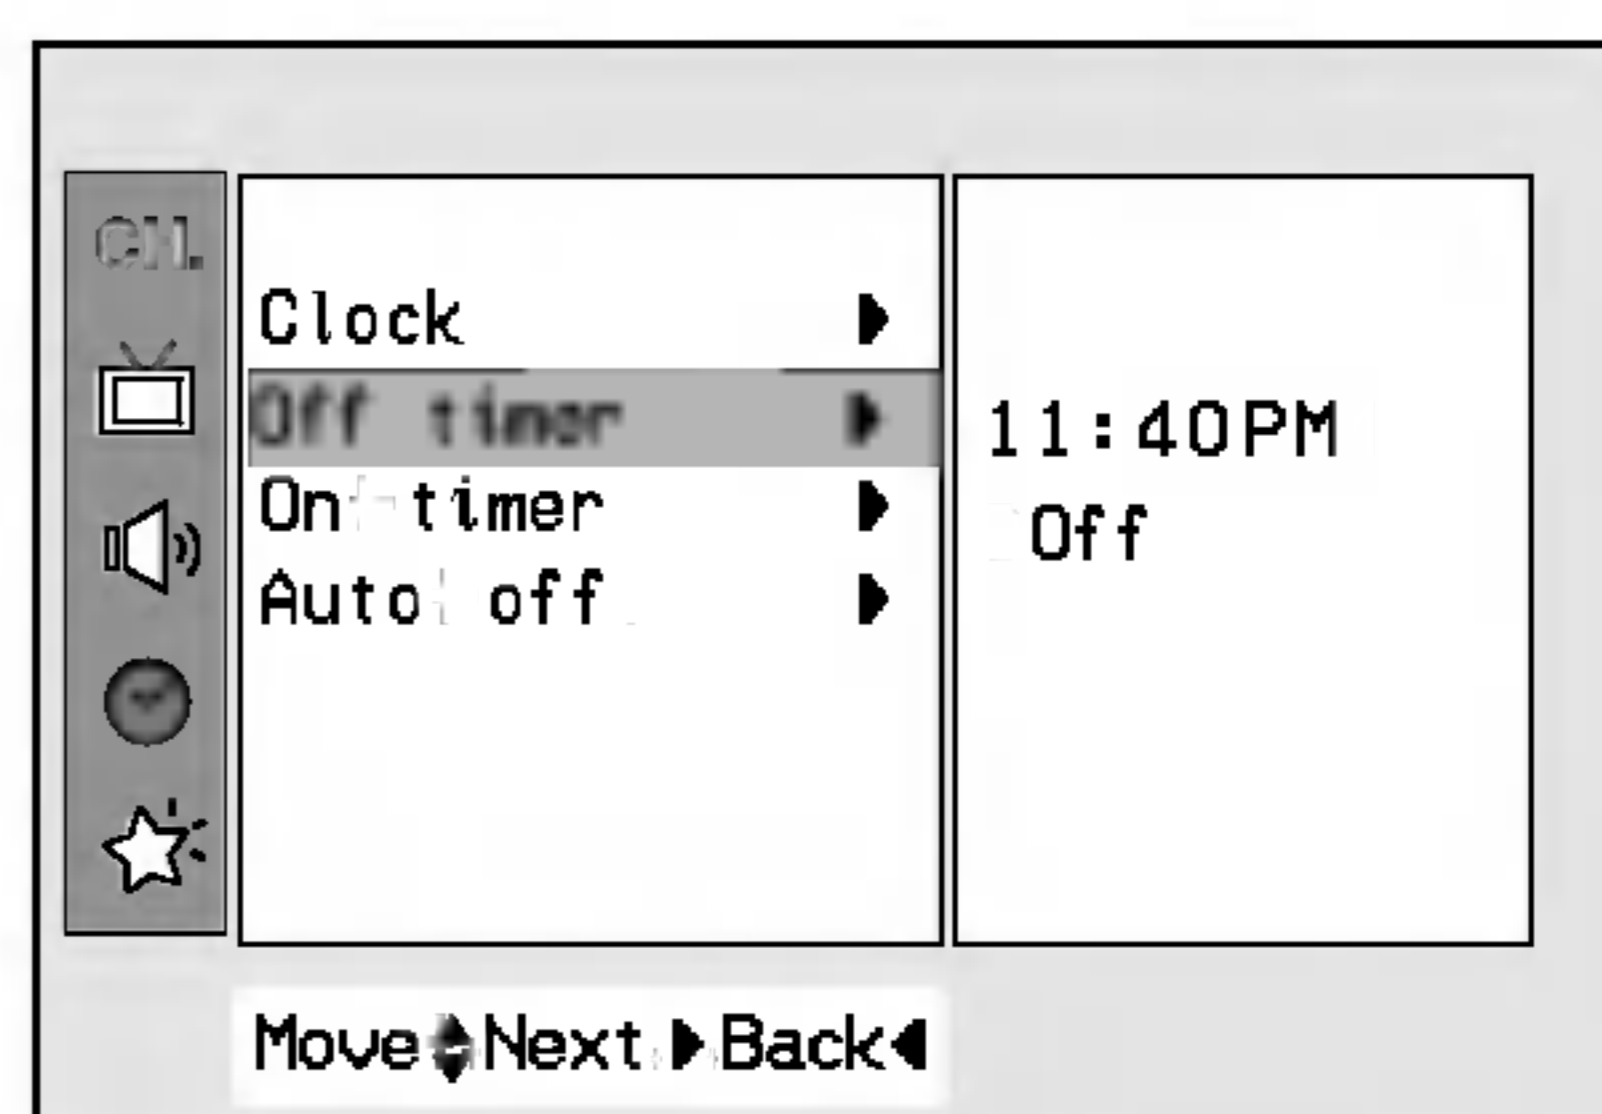 CH.
Clock
Off timer
11:40PM
On timer
Off
Auto off
Move Next Back